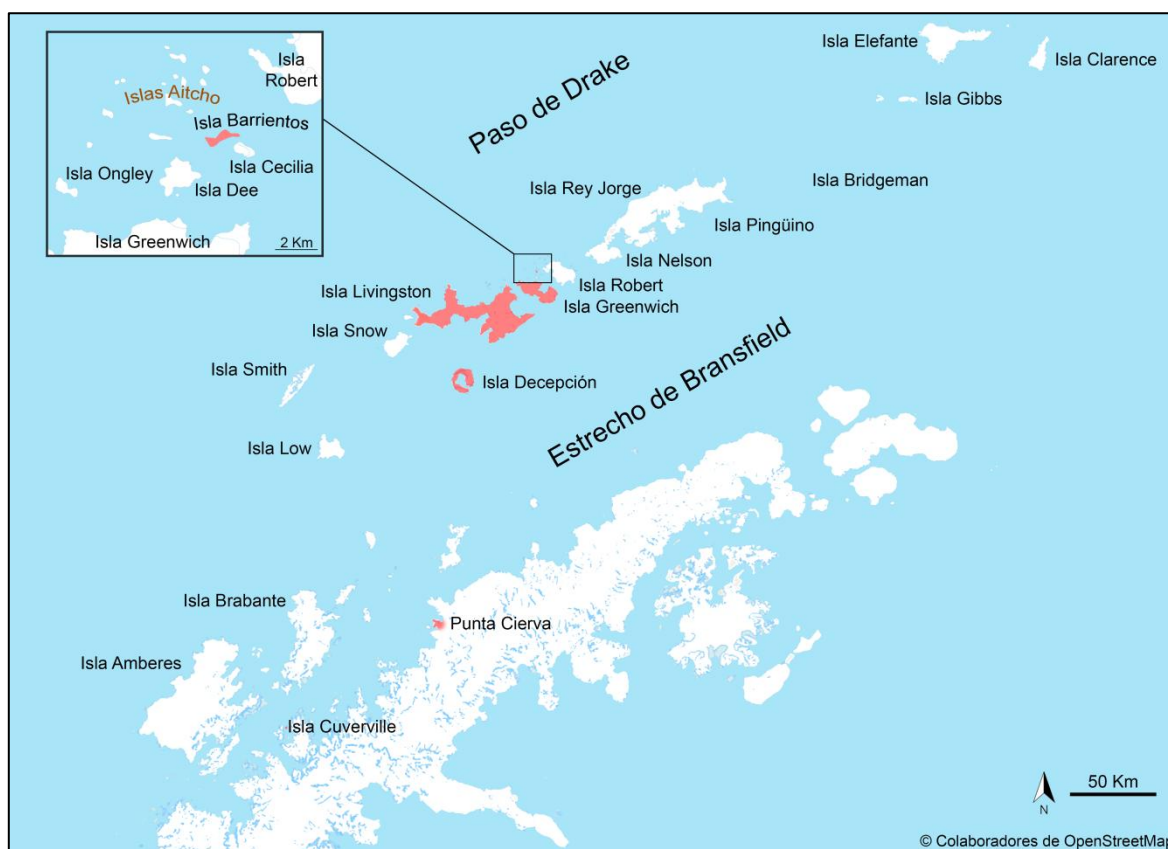 Isla
Robert
Islas Aitcho
Isla Barrientos
Isla Cecilia
Isla Ongley
Isla Dee
Isla Greenwich
2 Km
Paso de Drake
Isla Elefante
Isla Clarence
Isla Gibbs
Isla Bridgeman
Isla Rey Jorge
Isla Pingüino
Isla Nelson
Isla Robert
Isla Livingston
Isla Greenwich
Isla Snow
Isla Smith
Isla Decepción
Estrecho de Bransfield
Isla Low
Isla Brabante
Punta Cierva
Isla Amberes
Isla Cuverville
50 Km
N
© Colaboradores de OpenStreetMap